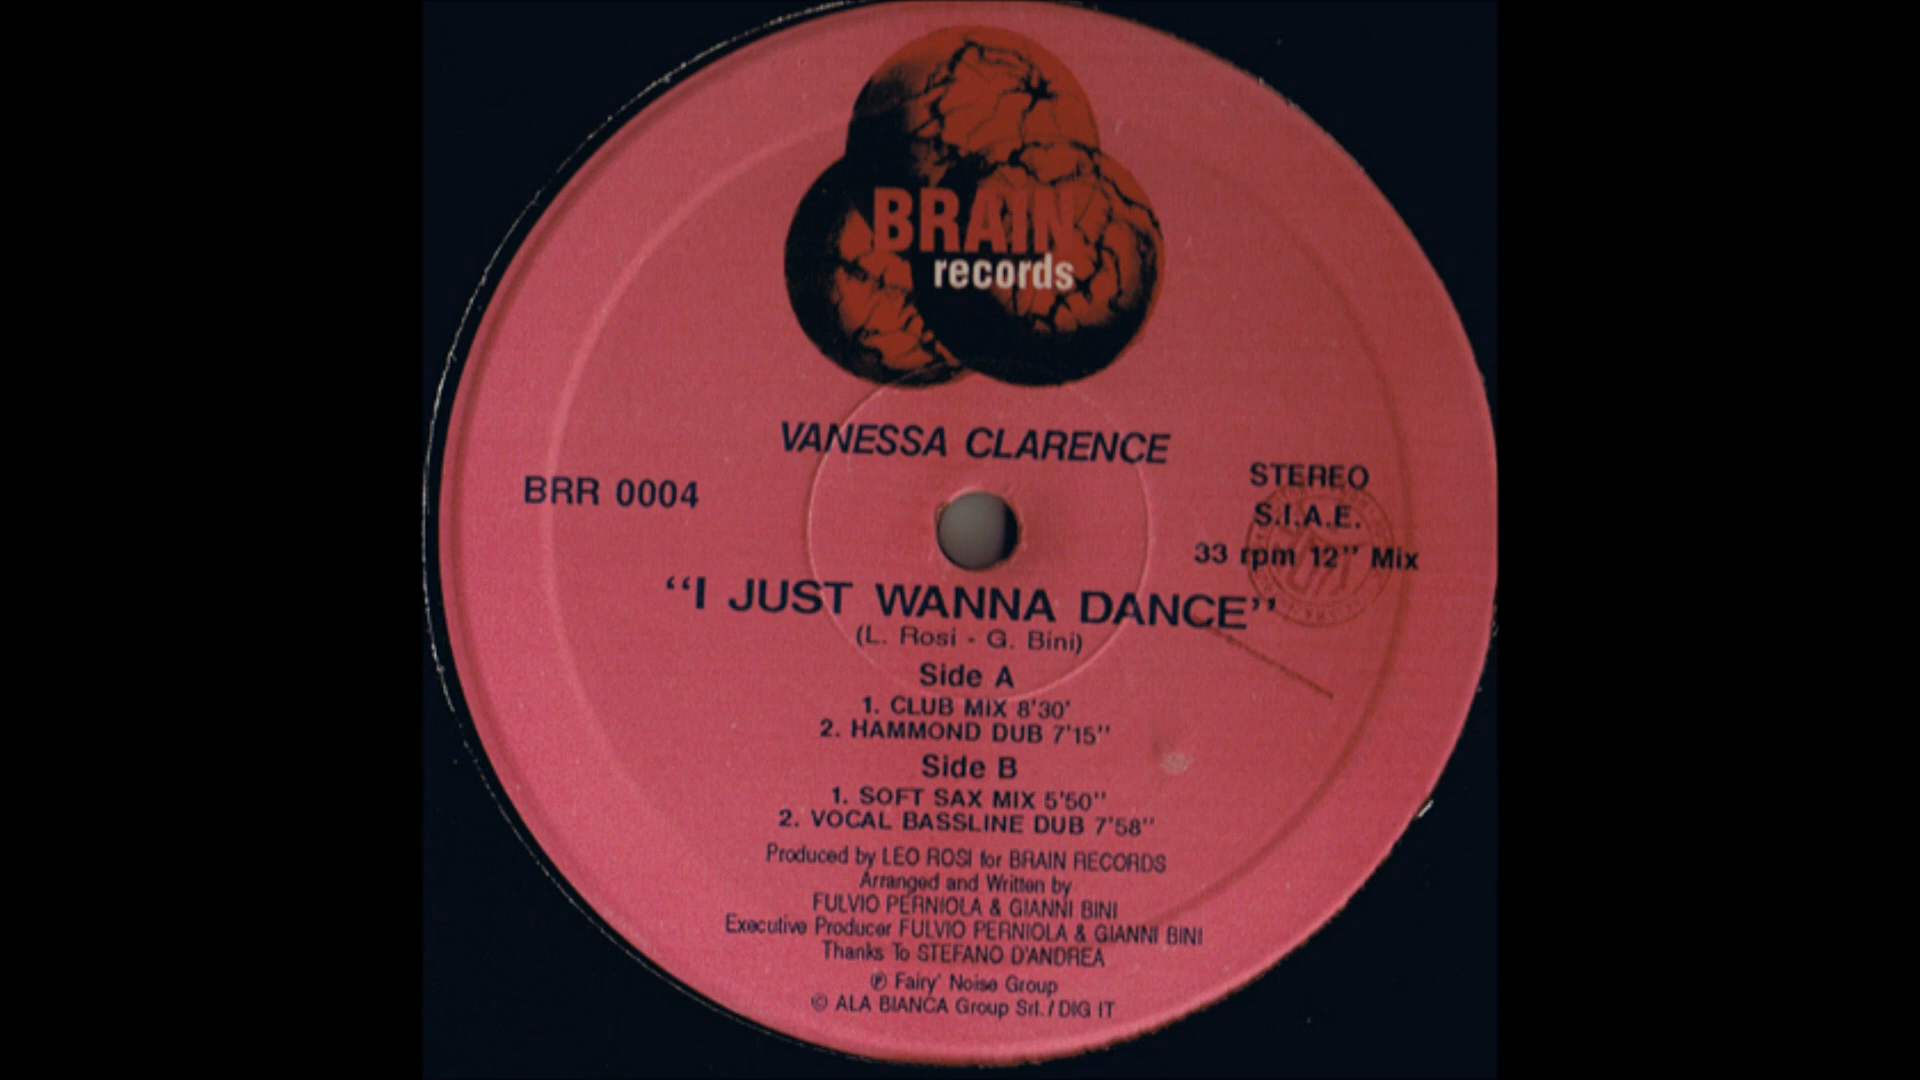 BRAIN
records
VANESSA CLARENCE
BRR 0004
STEREO
S.I.A.E.
33 rpm 12'' Mix
“I JUST WANNA DANCE”
(L. Rosi - G. Bini)
Side A
1. CLUB MIX 8'30'
2. HAMMOND DUB 7'15''
Side B
1. SOFT SAX MIX 5'50''
2. VOCAL BASSLINE DUB 7'58''
Produced by LEO ROSI for BRAIN RECORDS
Arranged and Written by
FULVIO PERNIOLA & GIANNI BINI
Executive Producer FULVIO PERNIOLA & GIANNI BINI
Thanks To STEFANO D'ANDREA
℗ Fairy' Noise Group
© ALA BIANCA Group Srl. / DIG IT